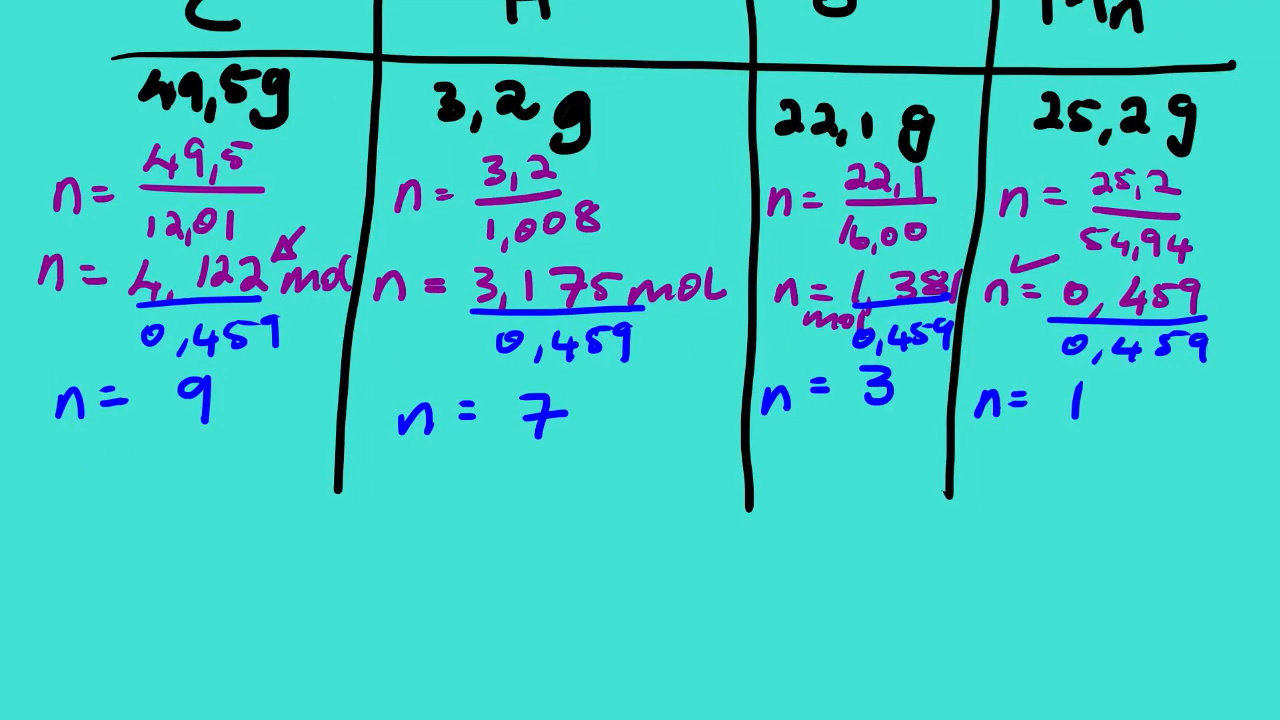 C H O Mn
49,5g 3,2g 22,1g 25,2g
n= 49,5 n= 3,2 n= 22,1 n= 25,2
12,01 1,008 16,00 54,94
n= 4,122 mol n= 3,175 mol n= 1,381 mol n= 0,459
0,459 0,459 0,459 0,459
n= 9 n= 7 n= 3 n= 1